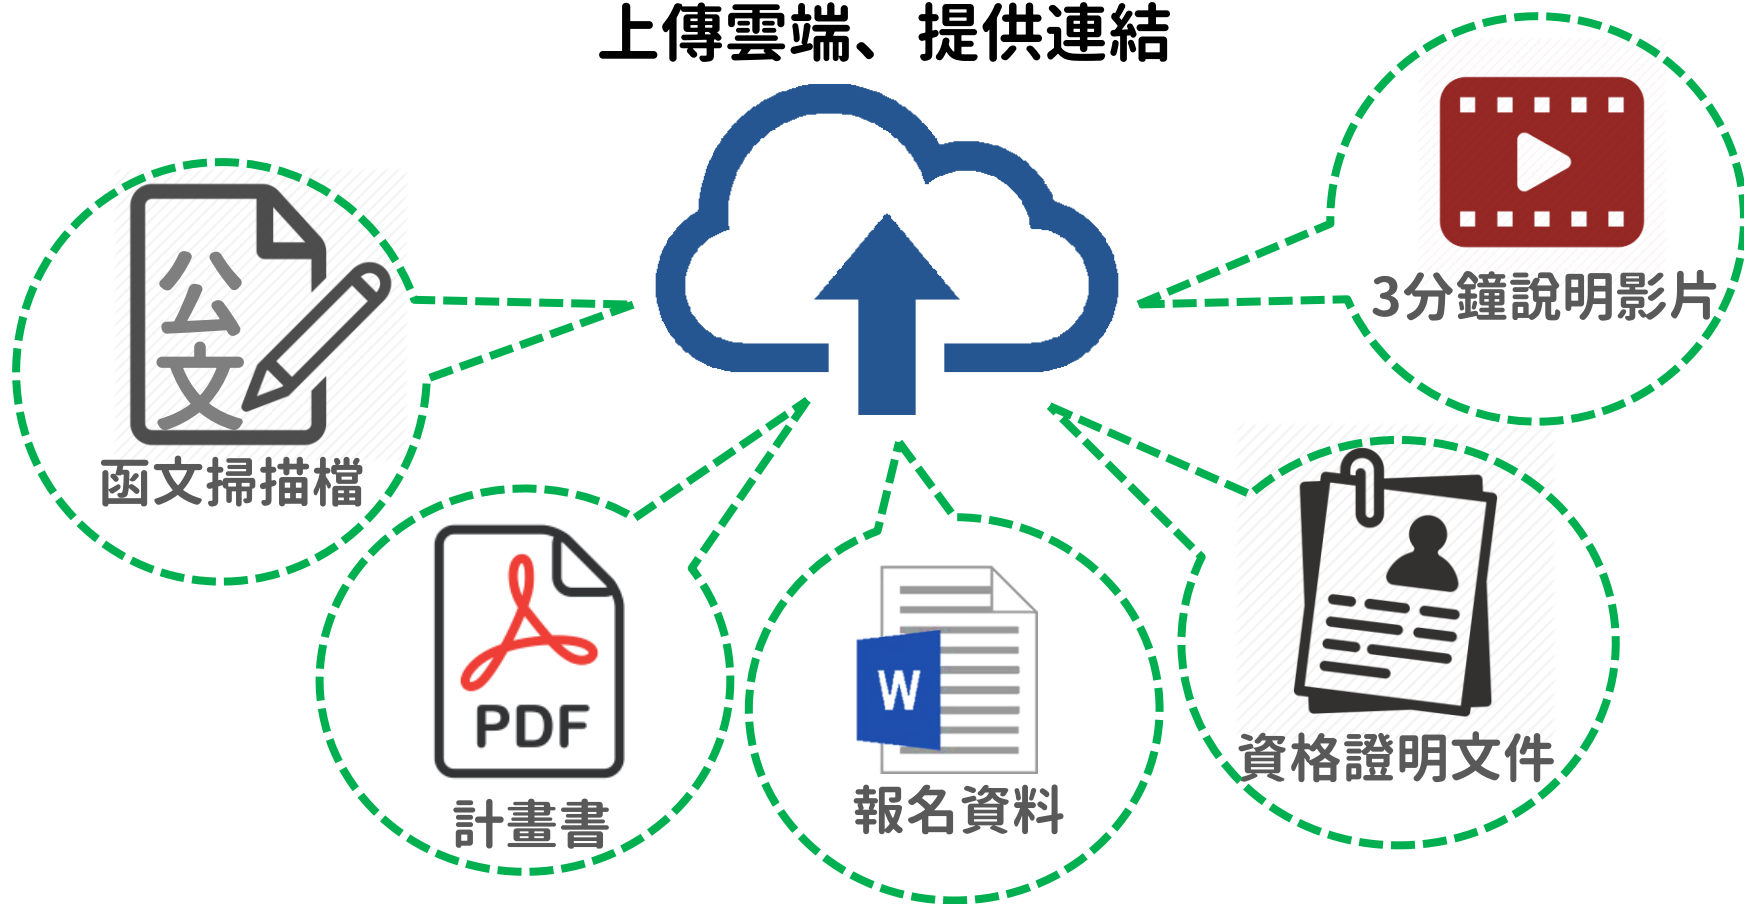 上傳雲端、提供連結
3分鐘說明影片
公
文
函文掃描檔
PDF
計畫書
W
報名資料
資格證明文件